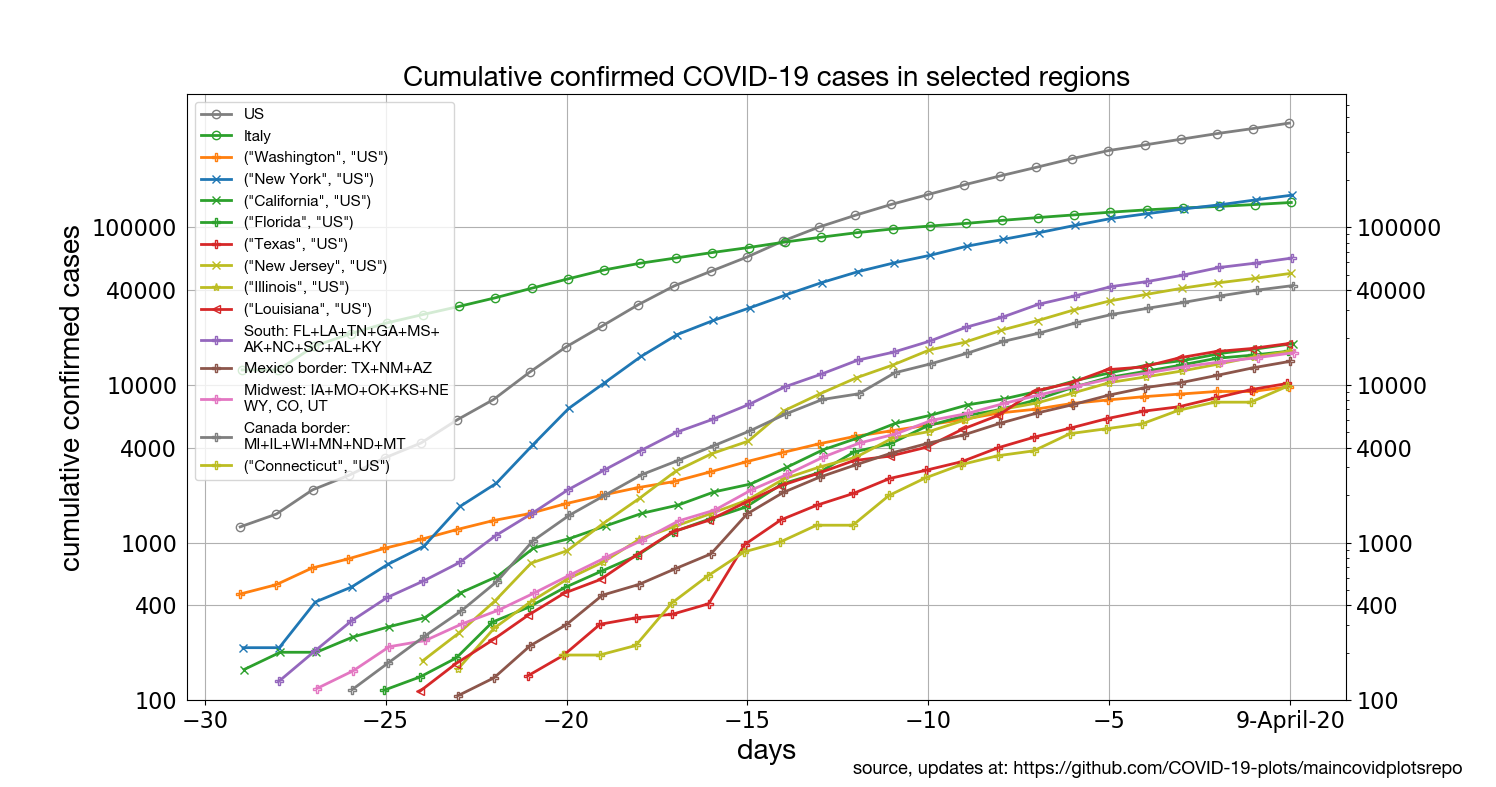 Cumulative confirmed COVID-19 cases in selected regions
US
Italy
("Washington", "US")
("New York", "US")
("California", "US")
("Florida", "US")
("Texas", "US")
("New Jersey", "US")
("Illinois", "US")
("Louisiana", "US")
South: FL+LA+TN+GA+MS+
AK+NC+SC+AL+KY
Mexico border: TX+NM+AZ
Midwest: IA+MO+OK+KS+NE
WY, CO, UT
Canada border:
MI+IL+WI+MN+ND+MT
("Connecticut", "US")
cumulative confirmed cases
100000
40000
10000
4000
1000
400
100
100000
40000
10000
4000
1000
400
100
−30 −25 −20 −15 −10 −5 9-April-20
days
source, updates at: https://github.com/COVID-19-plots/maincovidplotsrepo